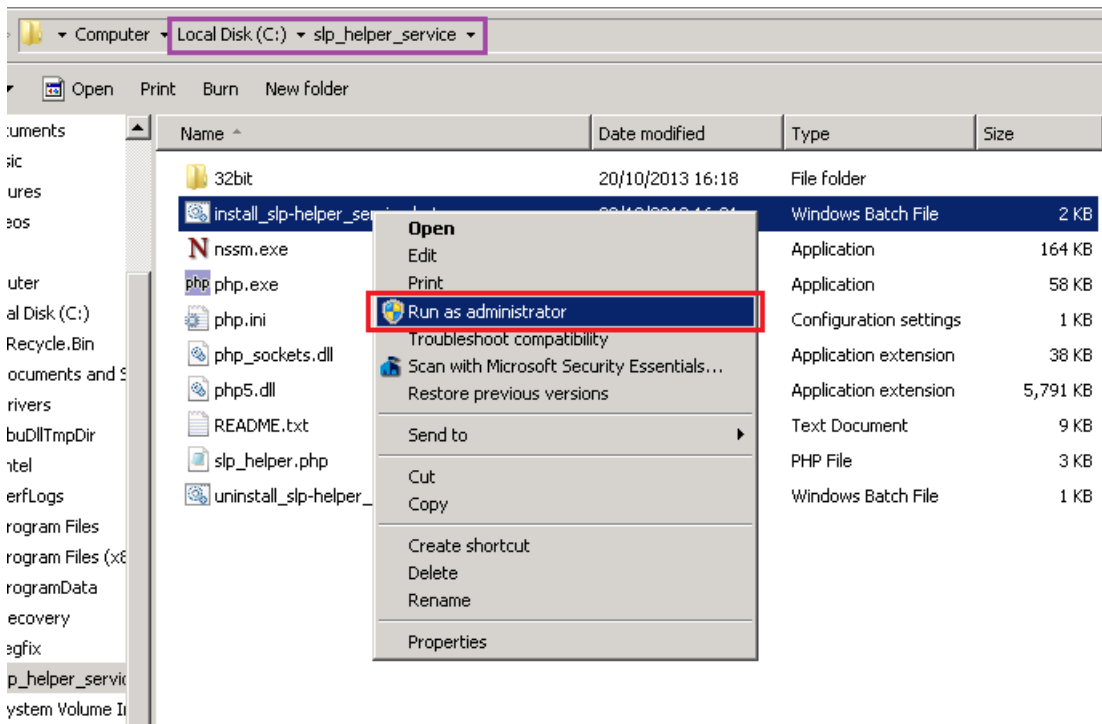 Computer Local Disk (C:) slp_helper_service
Open Print Burn New folder
Name Date modified Type Size
32bit 20/10/2013 16:18 File folder
install_slp-helper_ Windows Batch File 2 KB
nssm.exe Application 164 KB
php php.exe Application 58 KB
php.ini Configuration settings 1 KB
php_sockets.dll Application extension 38 KB
php5.dll Application extension 5,791 KB
README.txt Text Document 9 KB
slp_helper.php PHP File 3 KB
uninstall_slp-helper_ Windows Batch File 1 KB
Open
Edit
Print
Run as administrator
Troubleshoot compatibility
Scan with Microsoft Security Essentials...
Restore previous versions
Send to
Cut
Copy
Create shortcut
Delete
Rename
Properties
cuments
sic
ures
eos
uter
al Disk (C:)
Recycle.Bin
ocuments and S
rivers
buDllTmpDir
ntel
erfLogs
rogram Files
rogram Files (x8
rogramData
ecovery
egfix
p_helper_servic
ystem Volume I